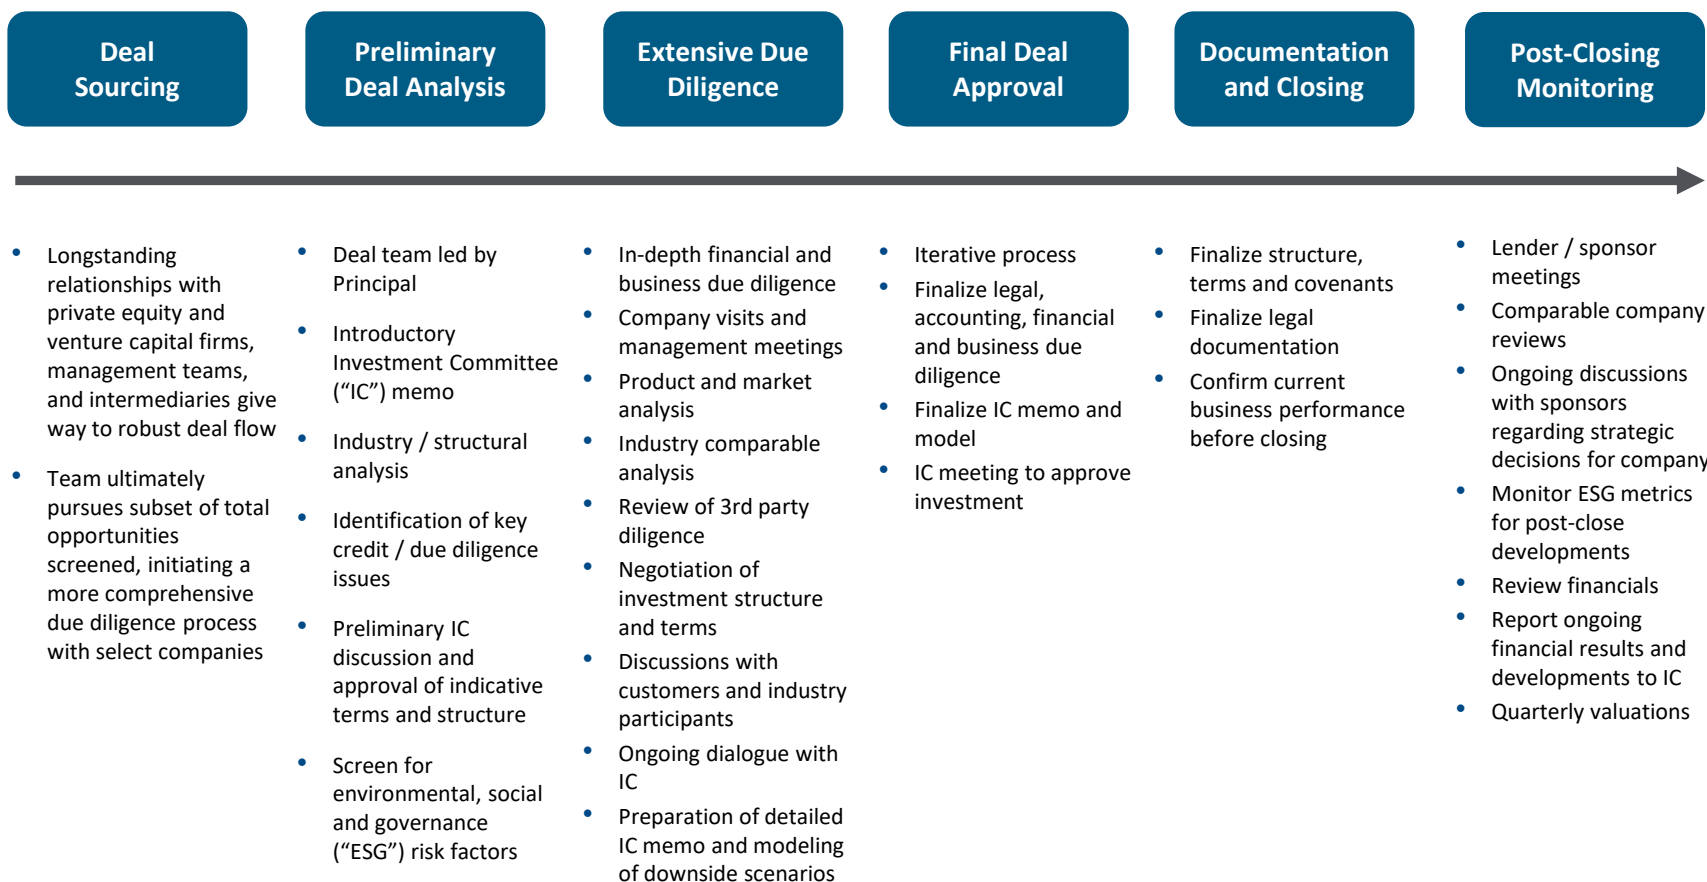 Deal
Sourcing
Preliminary
Deal Analysis
Extensive Due
Diligence
Final Deal
Approval
Documentation
and Closing
Post-Closing
Monitoring
• Longstanding
relationships with
private equity and
venture capital firms,
management teams,
and intermediaries give
way to robust deal flow
• Team ultimately
pursues subset of total
opportunities
screened, initiating a
more comprehensive
due diligence process
with select companies
• Deal team led by
Principal
• Introductory
Investment Committee
(“IC”) memo
• Industry / structural
analysis
• Identification of key
credit / due diligence
issues
• Preliminary IC
discussion and
approval of indicative
terms and structure
• Screen for
environmental, social
and governance
(“ESG”) risk factors
• In-depth financial and
business due diligence
• Company visits and
management meetings
• Product and market
analysis
• Industry comparable
analysis
• Review of 3rd party
diligence
• Negotiation of
investment structure
and terms
• Discussions with
customers and industry
participants
• Ongoing dialogue with
IC
• Preparation of detailed
IC memo and modeling
of downside scenarios
• Iterative process
• Finalize legal,
accounting, financial
and business due
diligence
• Finalize IC memo and
model
• IC meeting to approve
investment
• Finalize structure,
terms and covenants
• Finalize legal
documentation
• Confirm current
business performance
before closing
• Lender / sponsor
meetings
• Comparable company
reviews
• Ongoing discussions
with sponsors
regarding strategic
decisions for company
• Monitor ESG metrics
for post-close
developments
• Review financials
• Report ongoing
financial results and
developments to IC
• Quarterly valuations